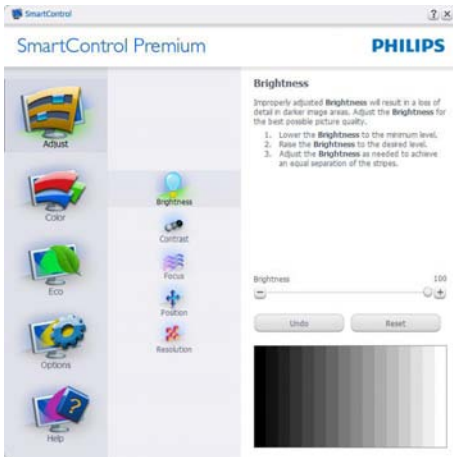 SmartControl
SmartControl Premium
PHILIPS
Adjust
Color
Eco
Options
Help
Brightness
Contrast
Focus
Position
Resolution
Brightness
Improperly adjusted Brightness will result in a loss of
detail in darker image areas. Adjust the Brightness for
the best possible picture quality.
1. Lower the Brightness to the minimum level.
2. Raise the Brightness to the desired level.
3. Adjust the Brightness as needed to achieve
an equal separation of the stripes.
Brightness 100
Undo Reset